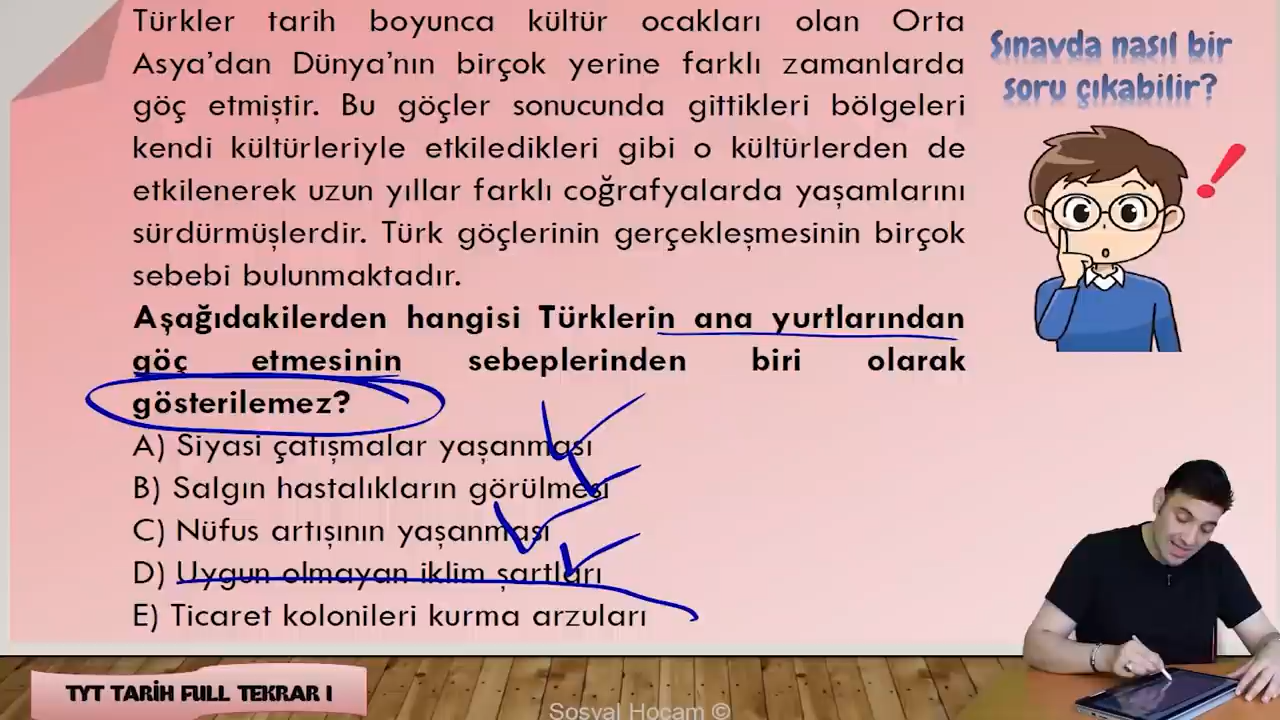 Türkler tarih boyunca kültür ocakları olan Orta
Asya’dan Dünya’nın birçok yerine farklı zamanlarda
göç etmiştir. Bu göçler sonucunda gittikleri bölgeleri
kendi kültürleriyle etkiledikleri gibi o kültürlerden de
etkilenerek uzun yıllar farklı coğrafyalarda yaşamlarını
sürdürmüşlerdir. Türk göçlerinin gerçekleşmesinin birçok
sebebi bulunmaktadır.
Aşağıdakilerden hangisi Türklerin ana yurtlarından
göç etmesinin sebeplerinden biri olarak
gösterilemez?
A) Siyasi çatışmalar yaşanması
B) Salgın hastalıkların görülmesi
C) Nüfus artışının yaşanması
D) Uygun olmayan iklim şartları
E) Ticaret kolonileri kurma arzuları
Sınavda nasıl bir
soru çıkabilir?
TYT TARİH FULL TEKRAR I
Sosyal Hocam ©